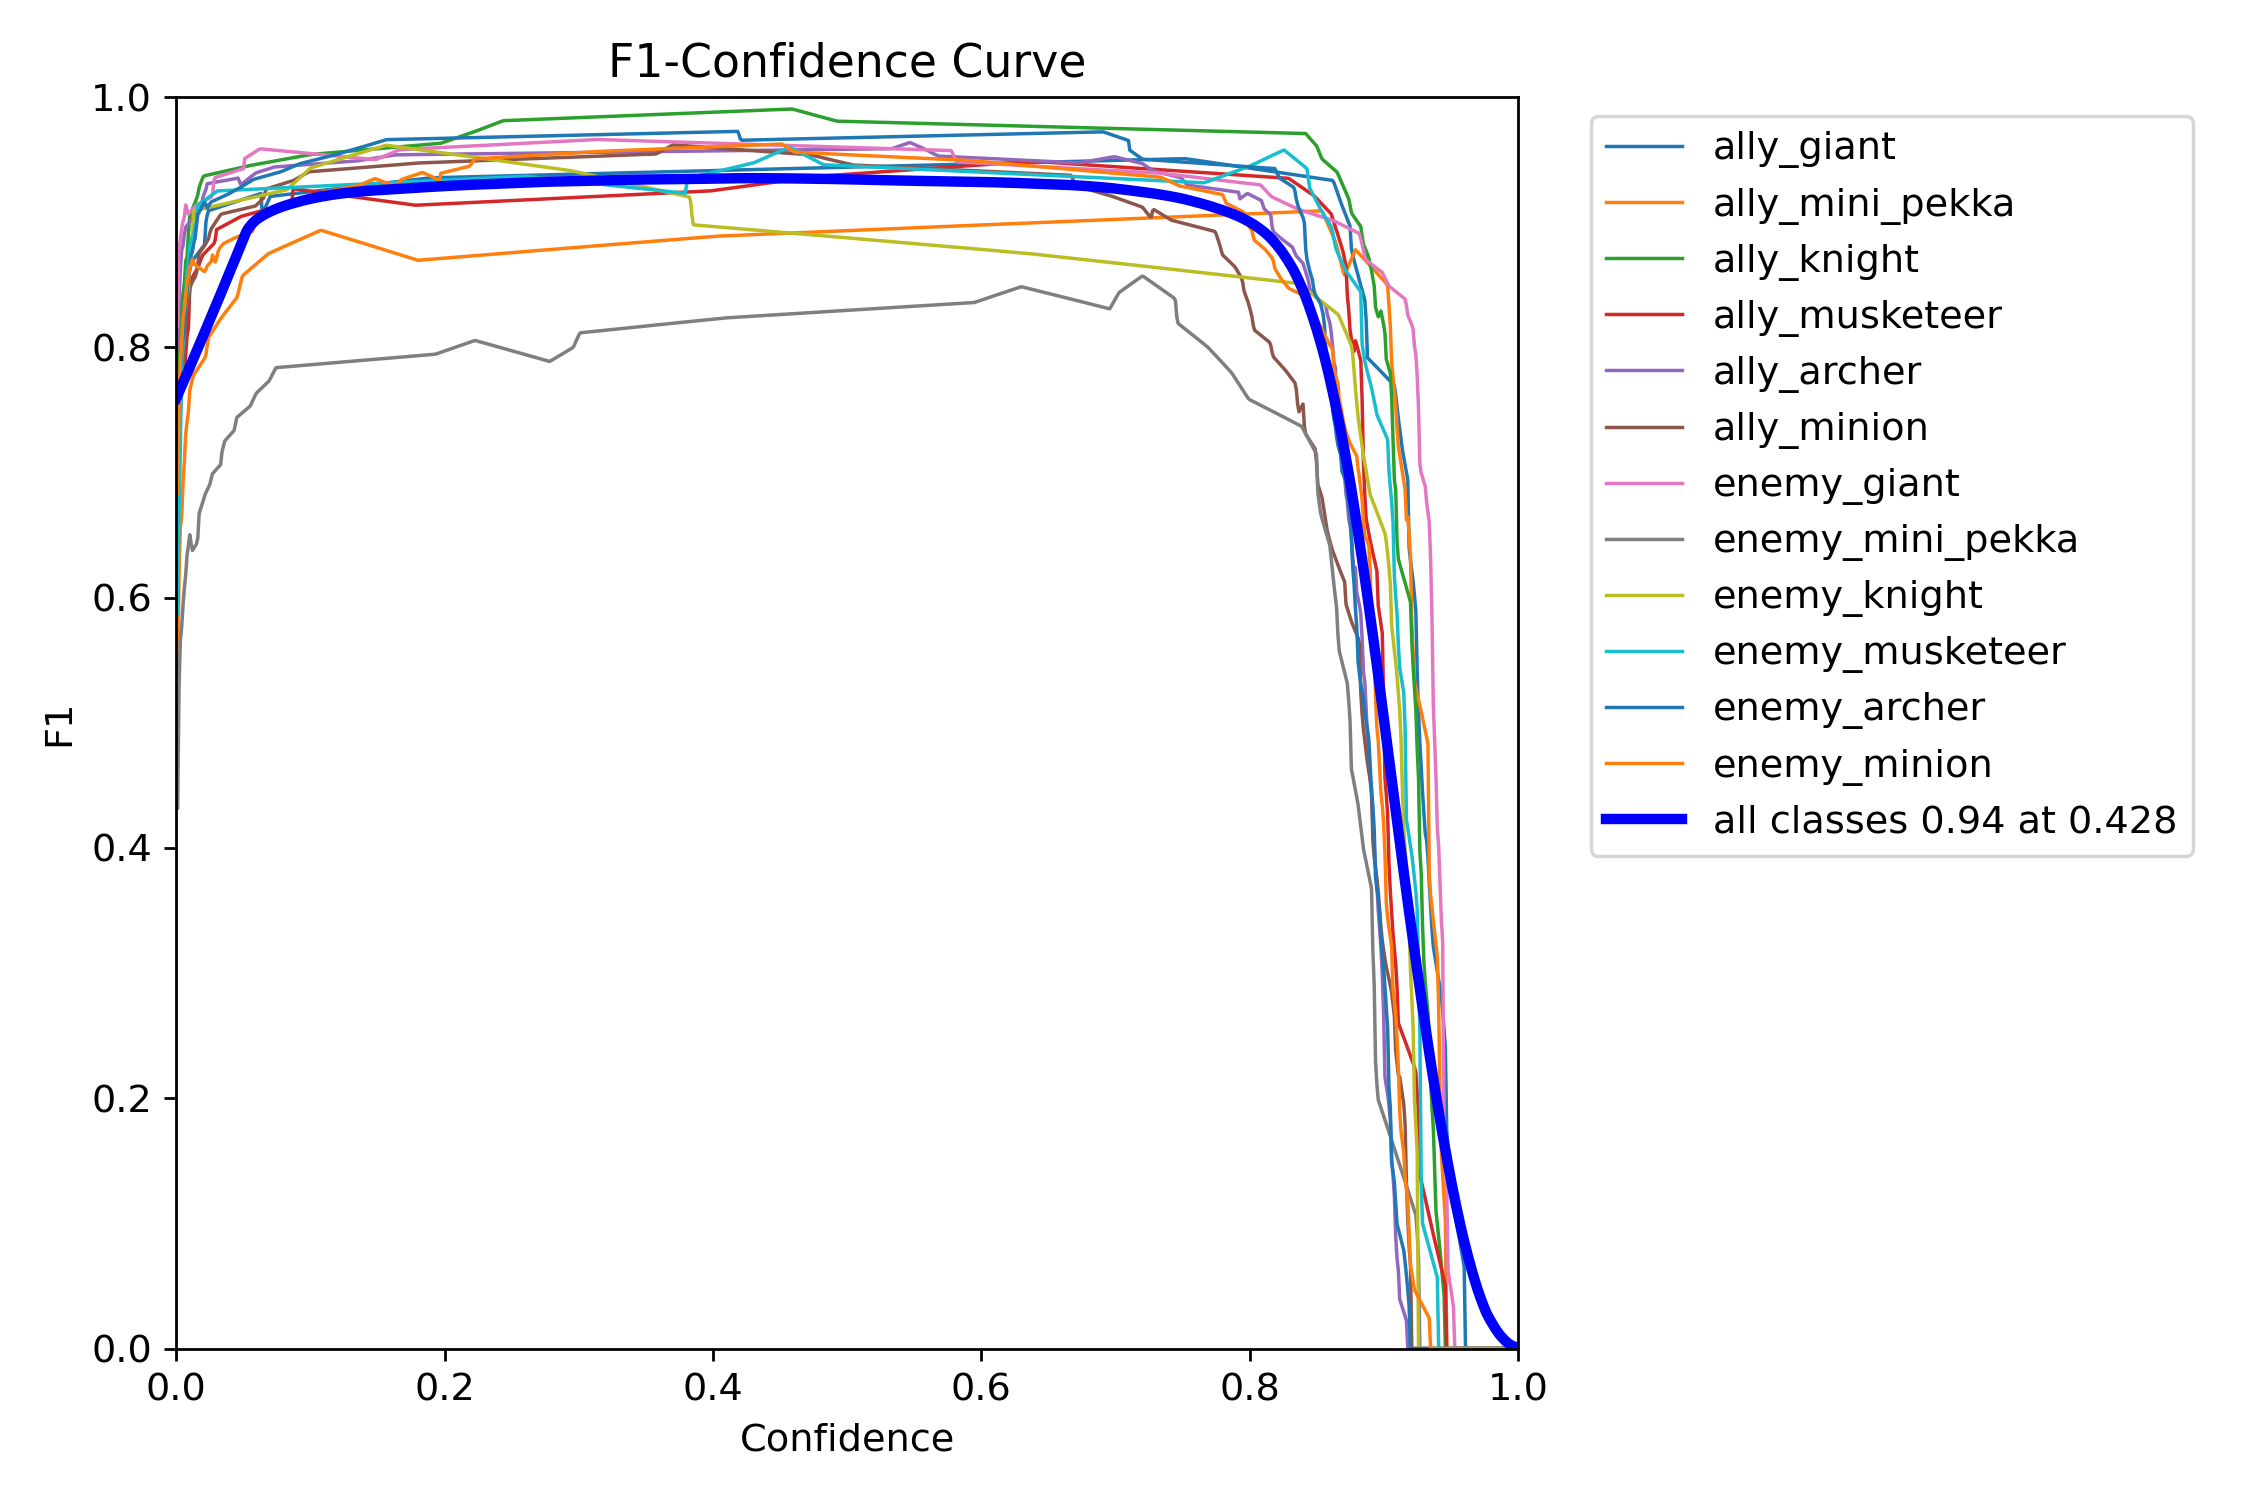 F1-Confidence Curve
1.0
0.8
0.6
0.4
0.2
0.0
F1
0.0 0.2 0.4 0.6 0.8 1.0
Confidence
ally_giant
ally_mini_pekka
ally_knight
ally_musketeer
ally_archer
ally_minion
enemy_giant
enemy_mini_pekka
enemy_knight
enemy_musketeer
enemy_archer
enemy_minion
all classes 0.94 at 0.428